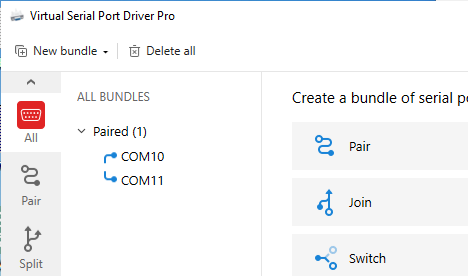 Virtual Serial Port Driver Pro
New bundle
Delete all
ALL BUNDLES
Paired (1)
COM10
COM11
All
Pair
Split
Create a bundle of serial
Pair
Join
Switch